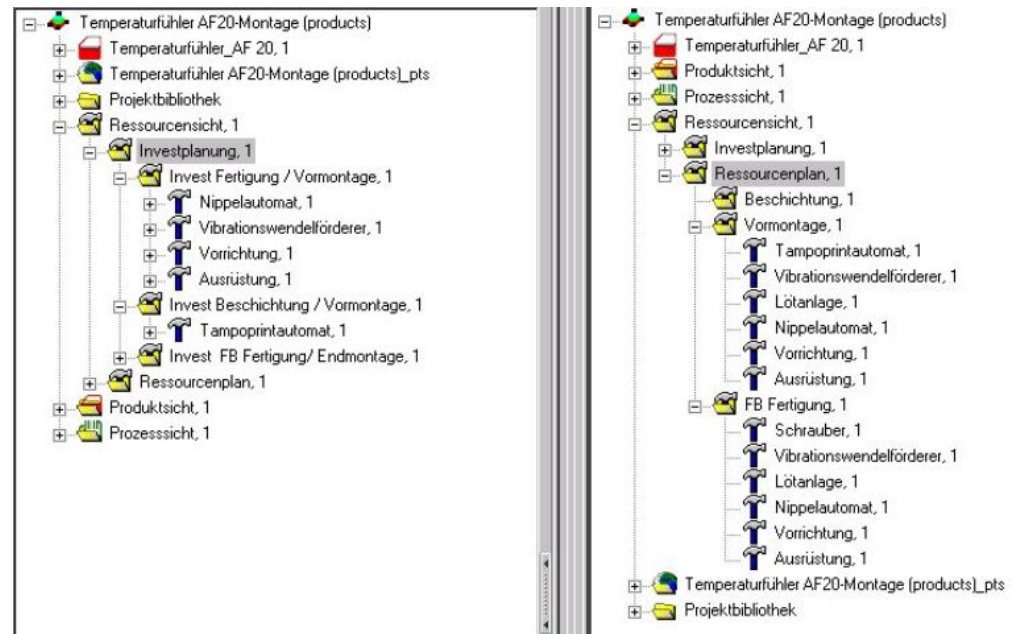 Temperaturfühler AF20-Montage (products)
Temperaturfühler_AF 20, 1
Temperaturfühler AF20-Montage (products)_pts
Projektbibliothek
Ressourcensicht, 1
Investplanung, 1
Invest Fertigung / Vormontage, 1
Nippelautomat, 1
Vibrationswendelförderer, 1
Vorrichtung, 1
Ausrüstung, 1
Invest Beschichtung / Vormontage, 1
Tampoprintautomat, 1
Invest FB Fertigung/ Endmontage, 1
Ressourcenplan, 1
Produktsicht, 1
Prozesssicht, 1
Temperaturfühler AF20-Montage (products)
Temperaturfühler_AF 20, 1
Produktsicht, 1
Prozesssicht, 1
Ressourcensicht, 1
Investplanung, 1
Ressourcenplan, 1
Beschichtung, 1
Vormontage, 1
Tampoprintautomat, 1
Vibrationswendelförderer, 1
Lötanlage, 1
Nippelautomat, 1
Vorrichtung, 1
Ausrüstung, 1
FB Fertigung, 1
Schrauber, 1
Vibrationswendelförderer, 1
Lötanlage, 1
Nippelautomat, 1
Vorrichtung, 1
Ausrüstung, 1
Temperaturfühler AF20-Montage (products)_pts
Projektbibliothek